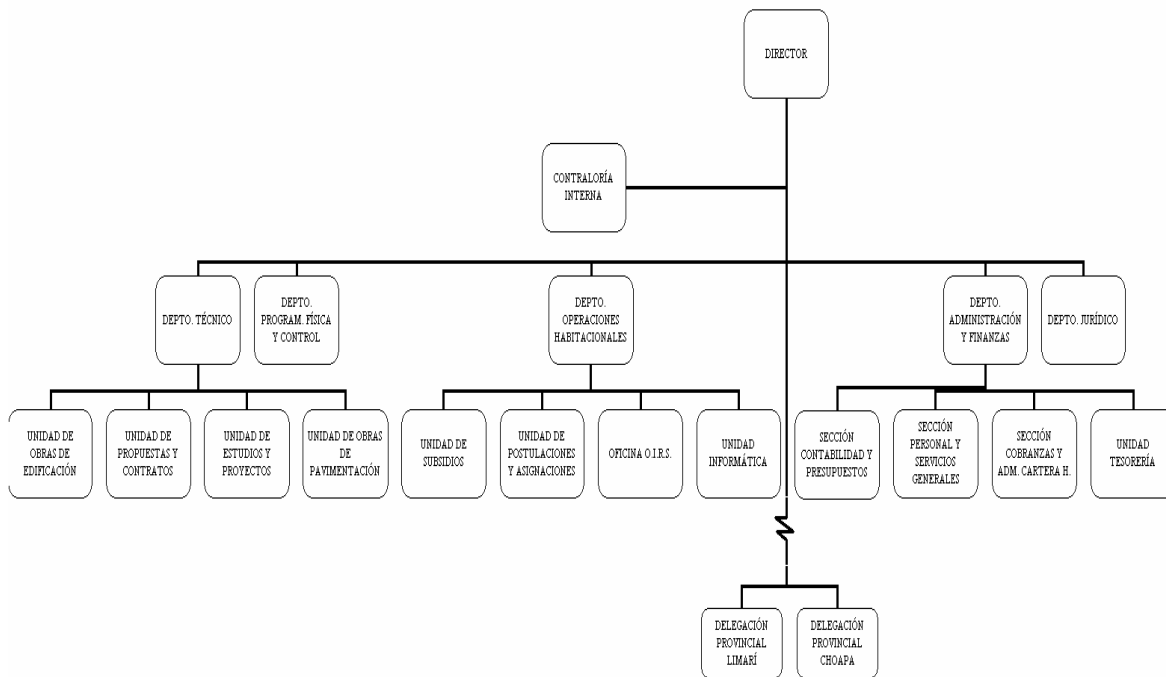 DIRECTOR
CONTRALORÍA
INTERNA
DEPTO. TÉCNICO
DEPTO.
PROGRAM. FÍSICA
Y CONTROL
DEPTO.
OPERACIONES
HABITACIONALES
DEPTO.
ADMINISTRACIÓN
Y FINANZAS
DEPTO. JURÍDICO
UNIDAD DE
OBRAS DE
EDIFICACIÓN
UNIDAD DE
PROPUESTAS Y
CONTRATOS
UNIDAD DE
ESTUDIOS Y
PROYECTOS
UNIDAD DE OBRAS
DE
PAVIMENTACIÓN
UNIDAD DE
SUBSIDIOS
UNIDAD DE
POSTULACIONES
Y ASIGNACIONES
OFICINA O.I.R.S.
UNIDAD
INFORMÁTICA
SECCIÓN
CONTABILIDAD Y
PRESUPUESTOS
SECCIÓN
PERSONAL Y
SERVICIOS
GENERALES
SECCIÓN
COBRANZAS Y
ADM. CARTERA H.
UNIDAD
TESORERÍA
DELEGACIÓN
PROVINCIAL
LIMARÍ
DELEGACIÓN
PROVINCIAL
CHOAPA